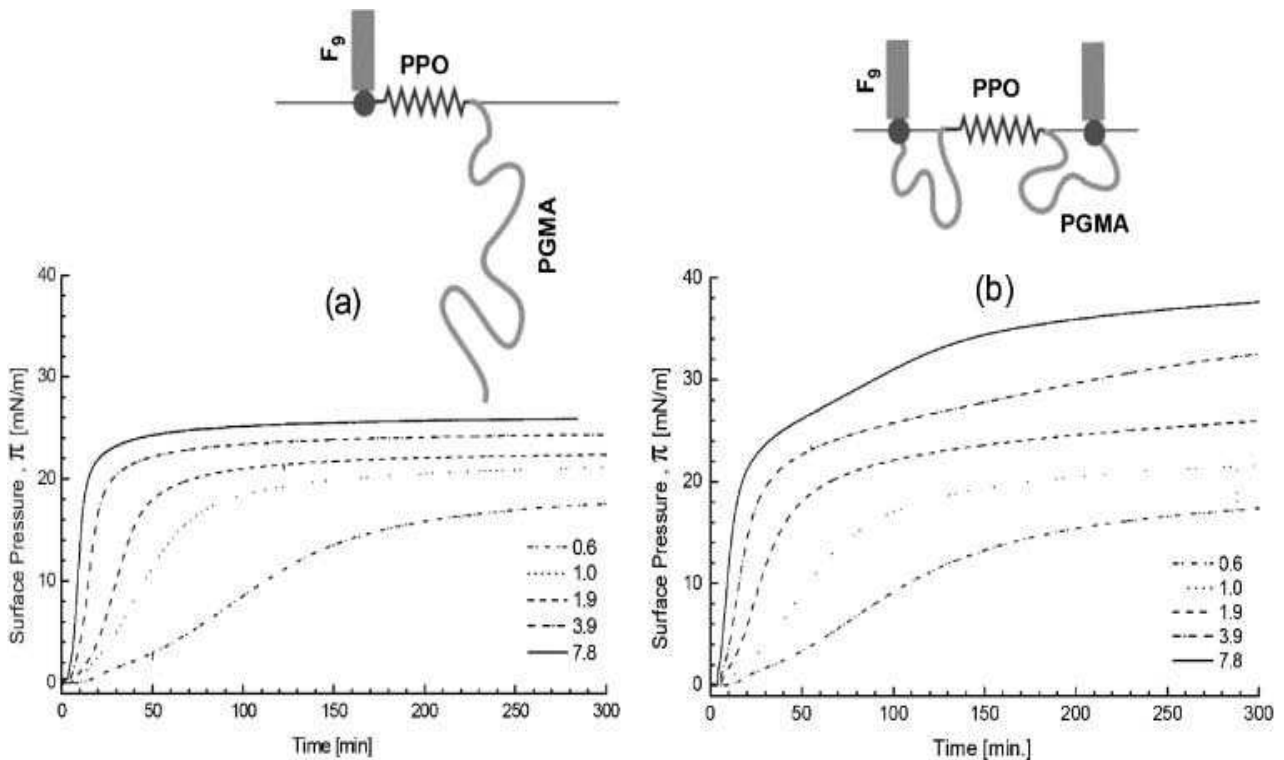 F9
PPO
PGMA
(a)
Surface Pressure , π [mN/m]
40
30
20
10
0
0.6
1.0
1.9
3.9
7.8
0 50 100 150 200 250 300
Time [min]
F9
PPO
PGMA
(b)
Surface Pressure , π [mN/m]
40
30
20
10
0
0.6
1.0
1.9
3.9
7.8
0 50 100 150 200 250 300
Time [min.]